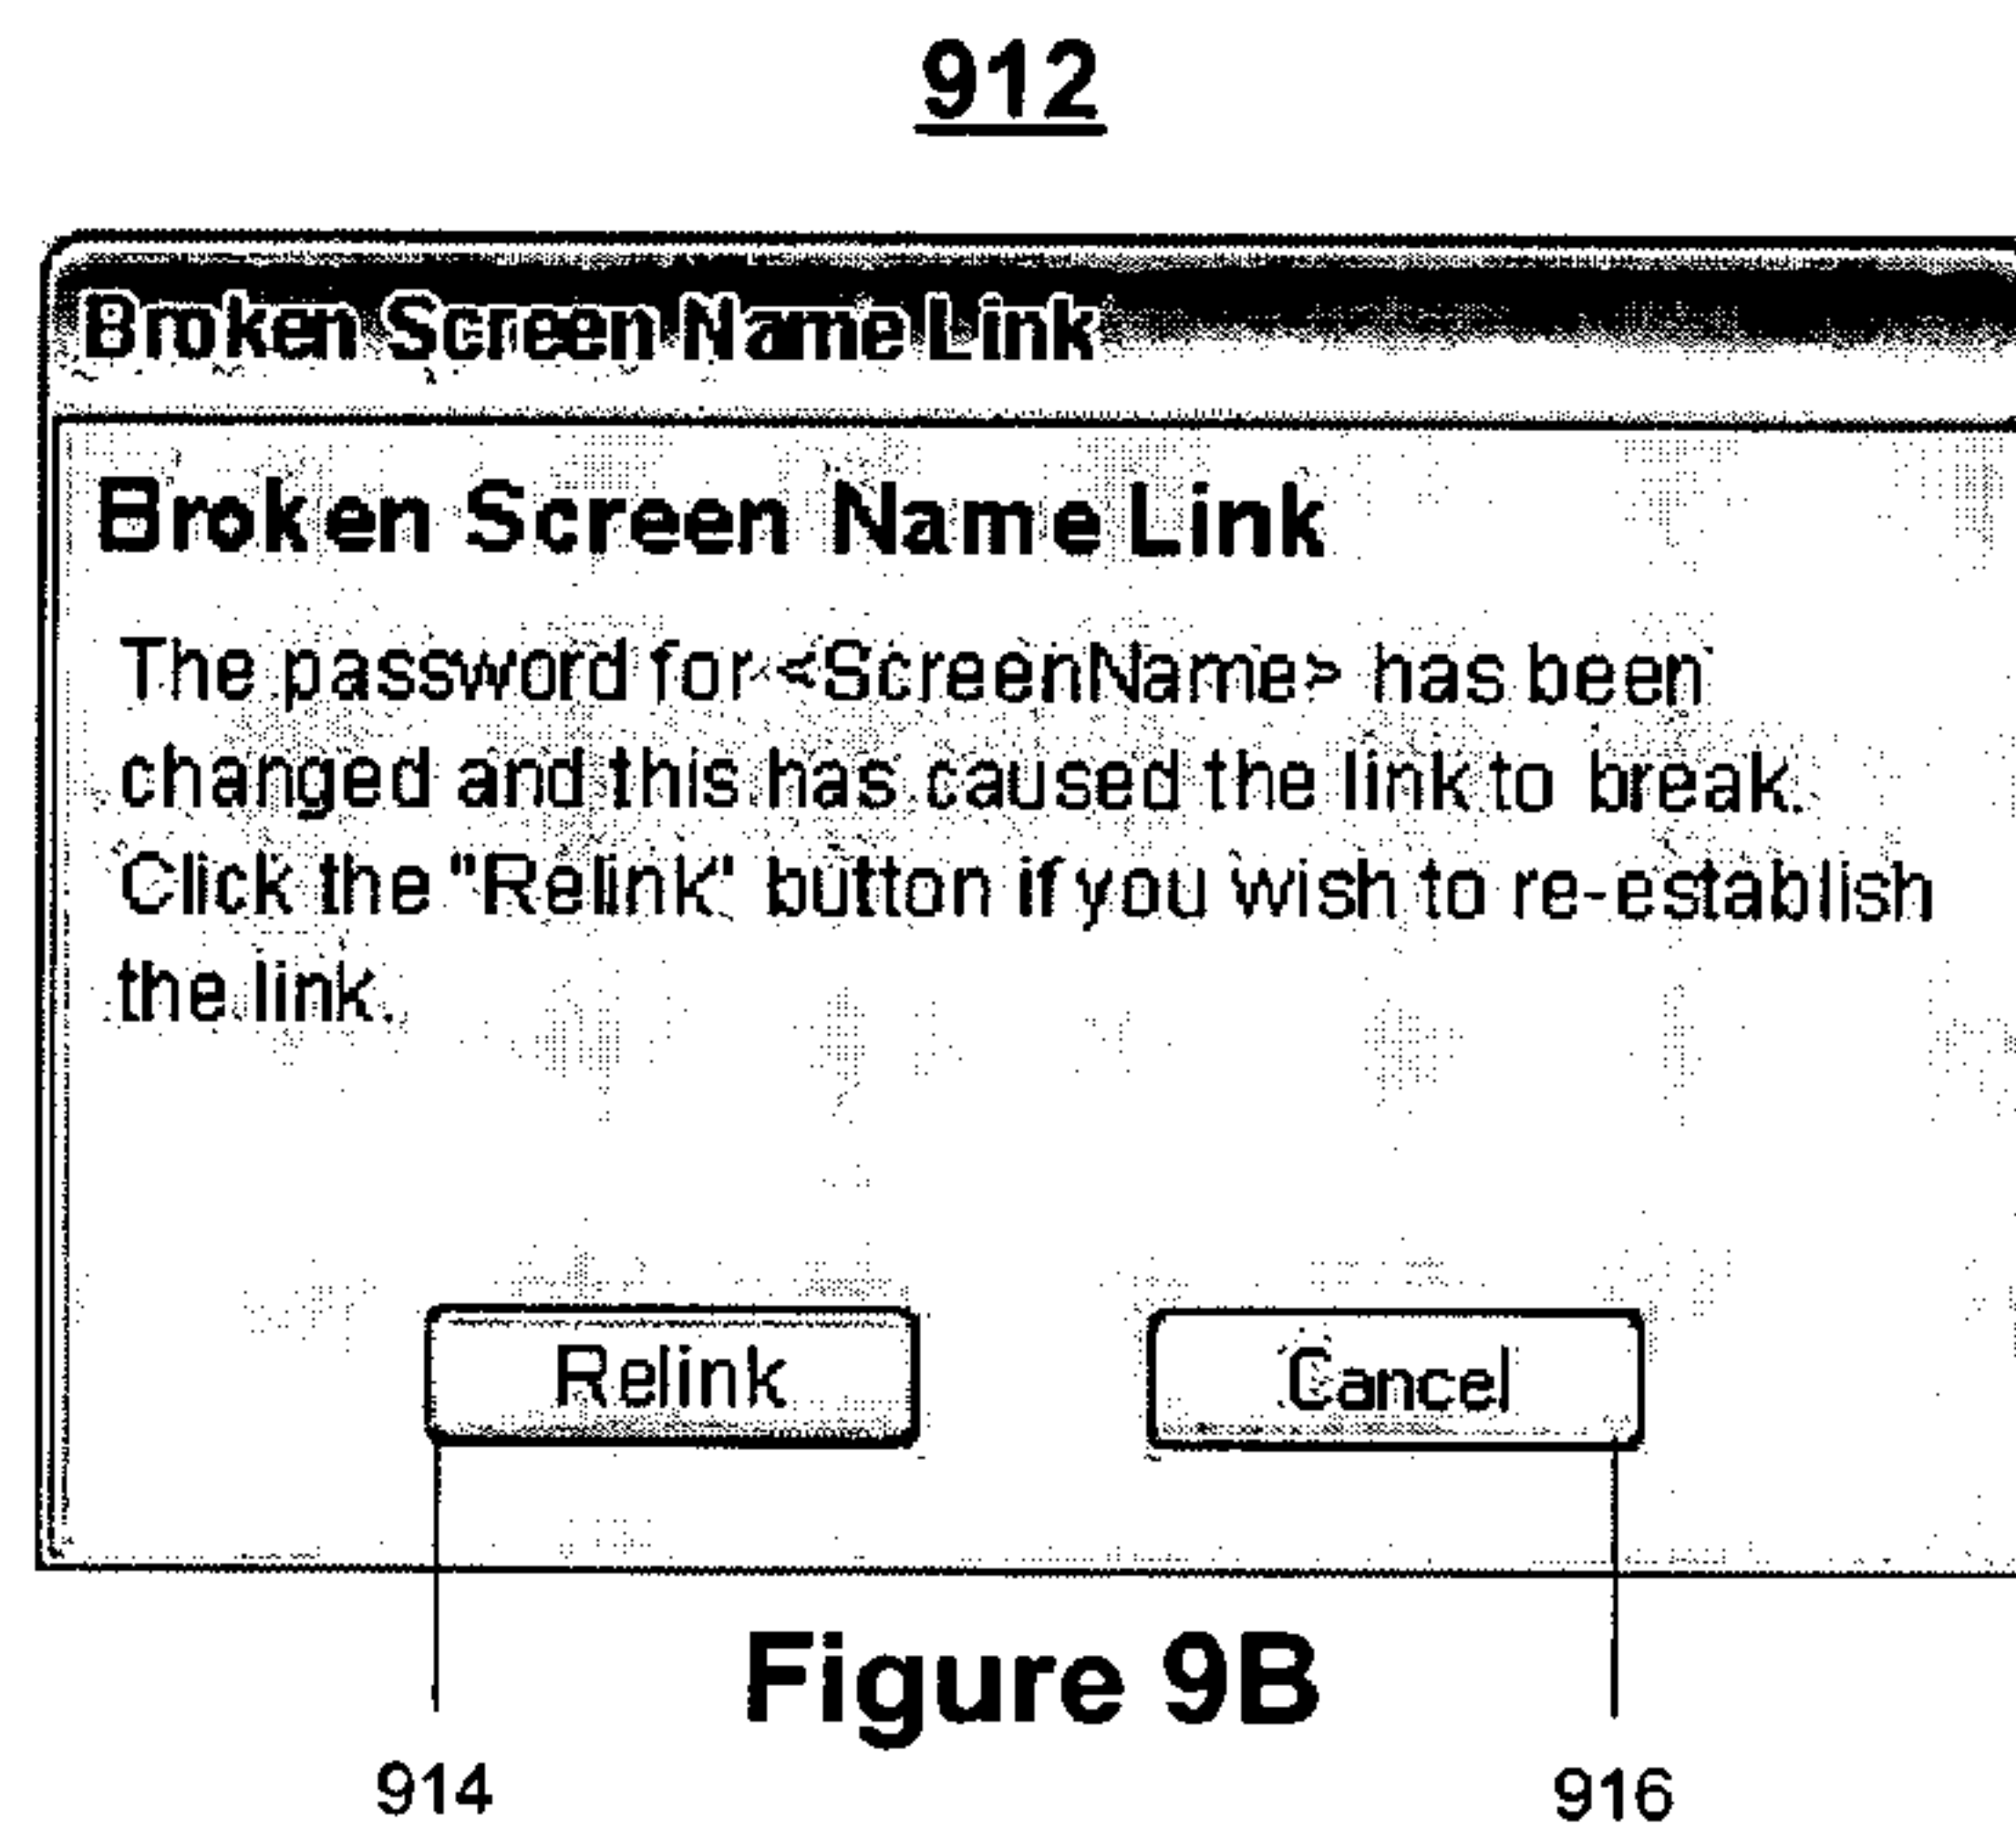 912
Broken Screen Name Link
Broken Screen Name Link
The password for <ScreenName> has been
changed and this has caused the link to break.
Click the "Relink" button if you wish to re-establish
the link.
Relink
Cancel
Figure 9B
914
916